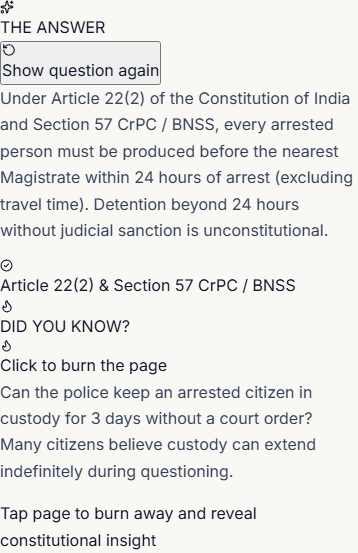 THE ANSWER
Show question again
Under Article 22(2) of the Constitution of India
and Section 57 CrPC / BNSS, every arrested
person must be produced before the nearest
Magistrate within 24 hours of arrest (excluding
travel time). Detention beyond 24 hours
without judicial sanction is unconstitutional.
Article 22(2) & Section 57 CrPC / BNSS
DID YOU KNOW?
Click to burn the page
Can the police keep an arrested citizen in
custody for 3 days without a court order?
Many citizens believe custody can extend
indefinitely during questioning.
Tap page to burn away and reveal
constitutional insight